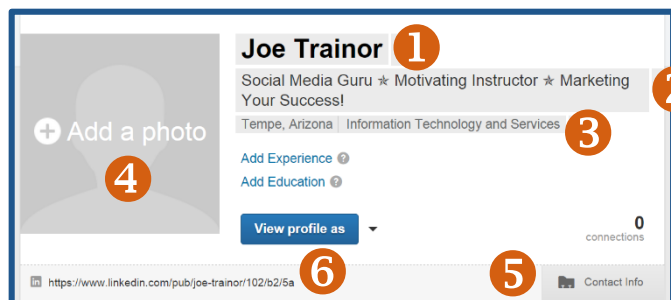 Joe Trainor 1
Social Media Guru ✯ Motivating Instructor ✯ Marketing
Your Success! 2
Tempe, Arizona | Information Technology and Services 3
+ Add a photo
4
Add Experience ?
Add Education ?
View profile as
0
connections
in https://www.linkedin.com/pub/joe-trainor/102/b2/5a 6
5 Contact Info